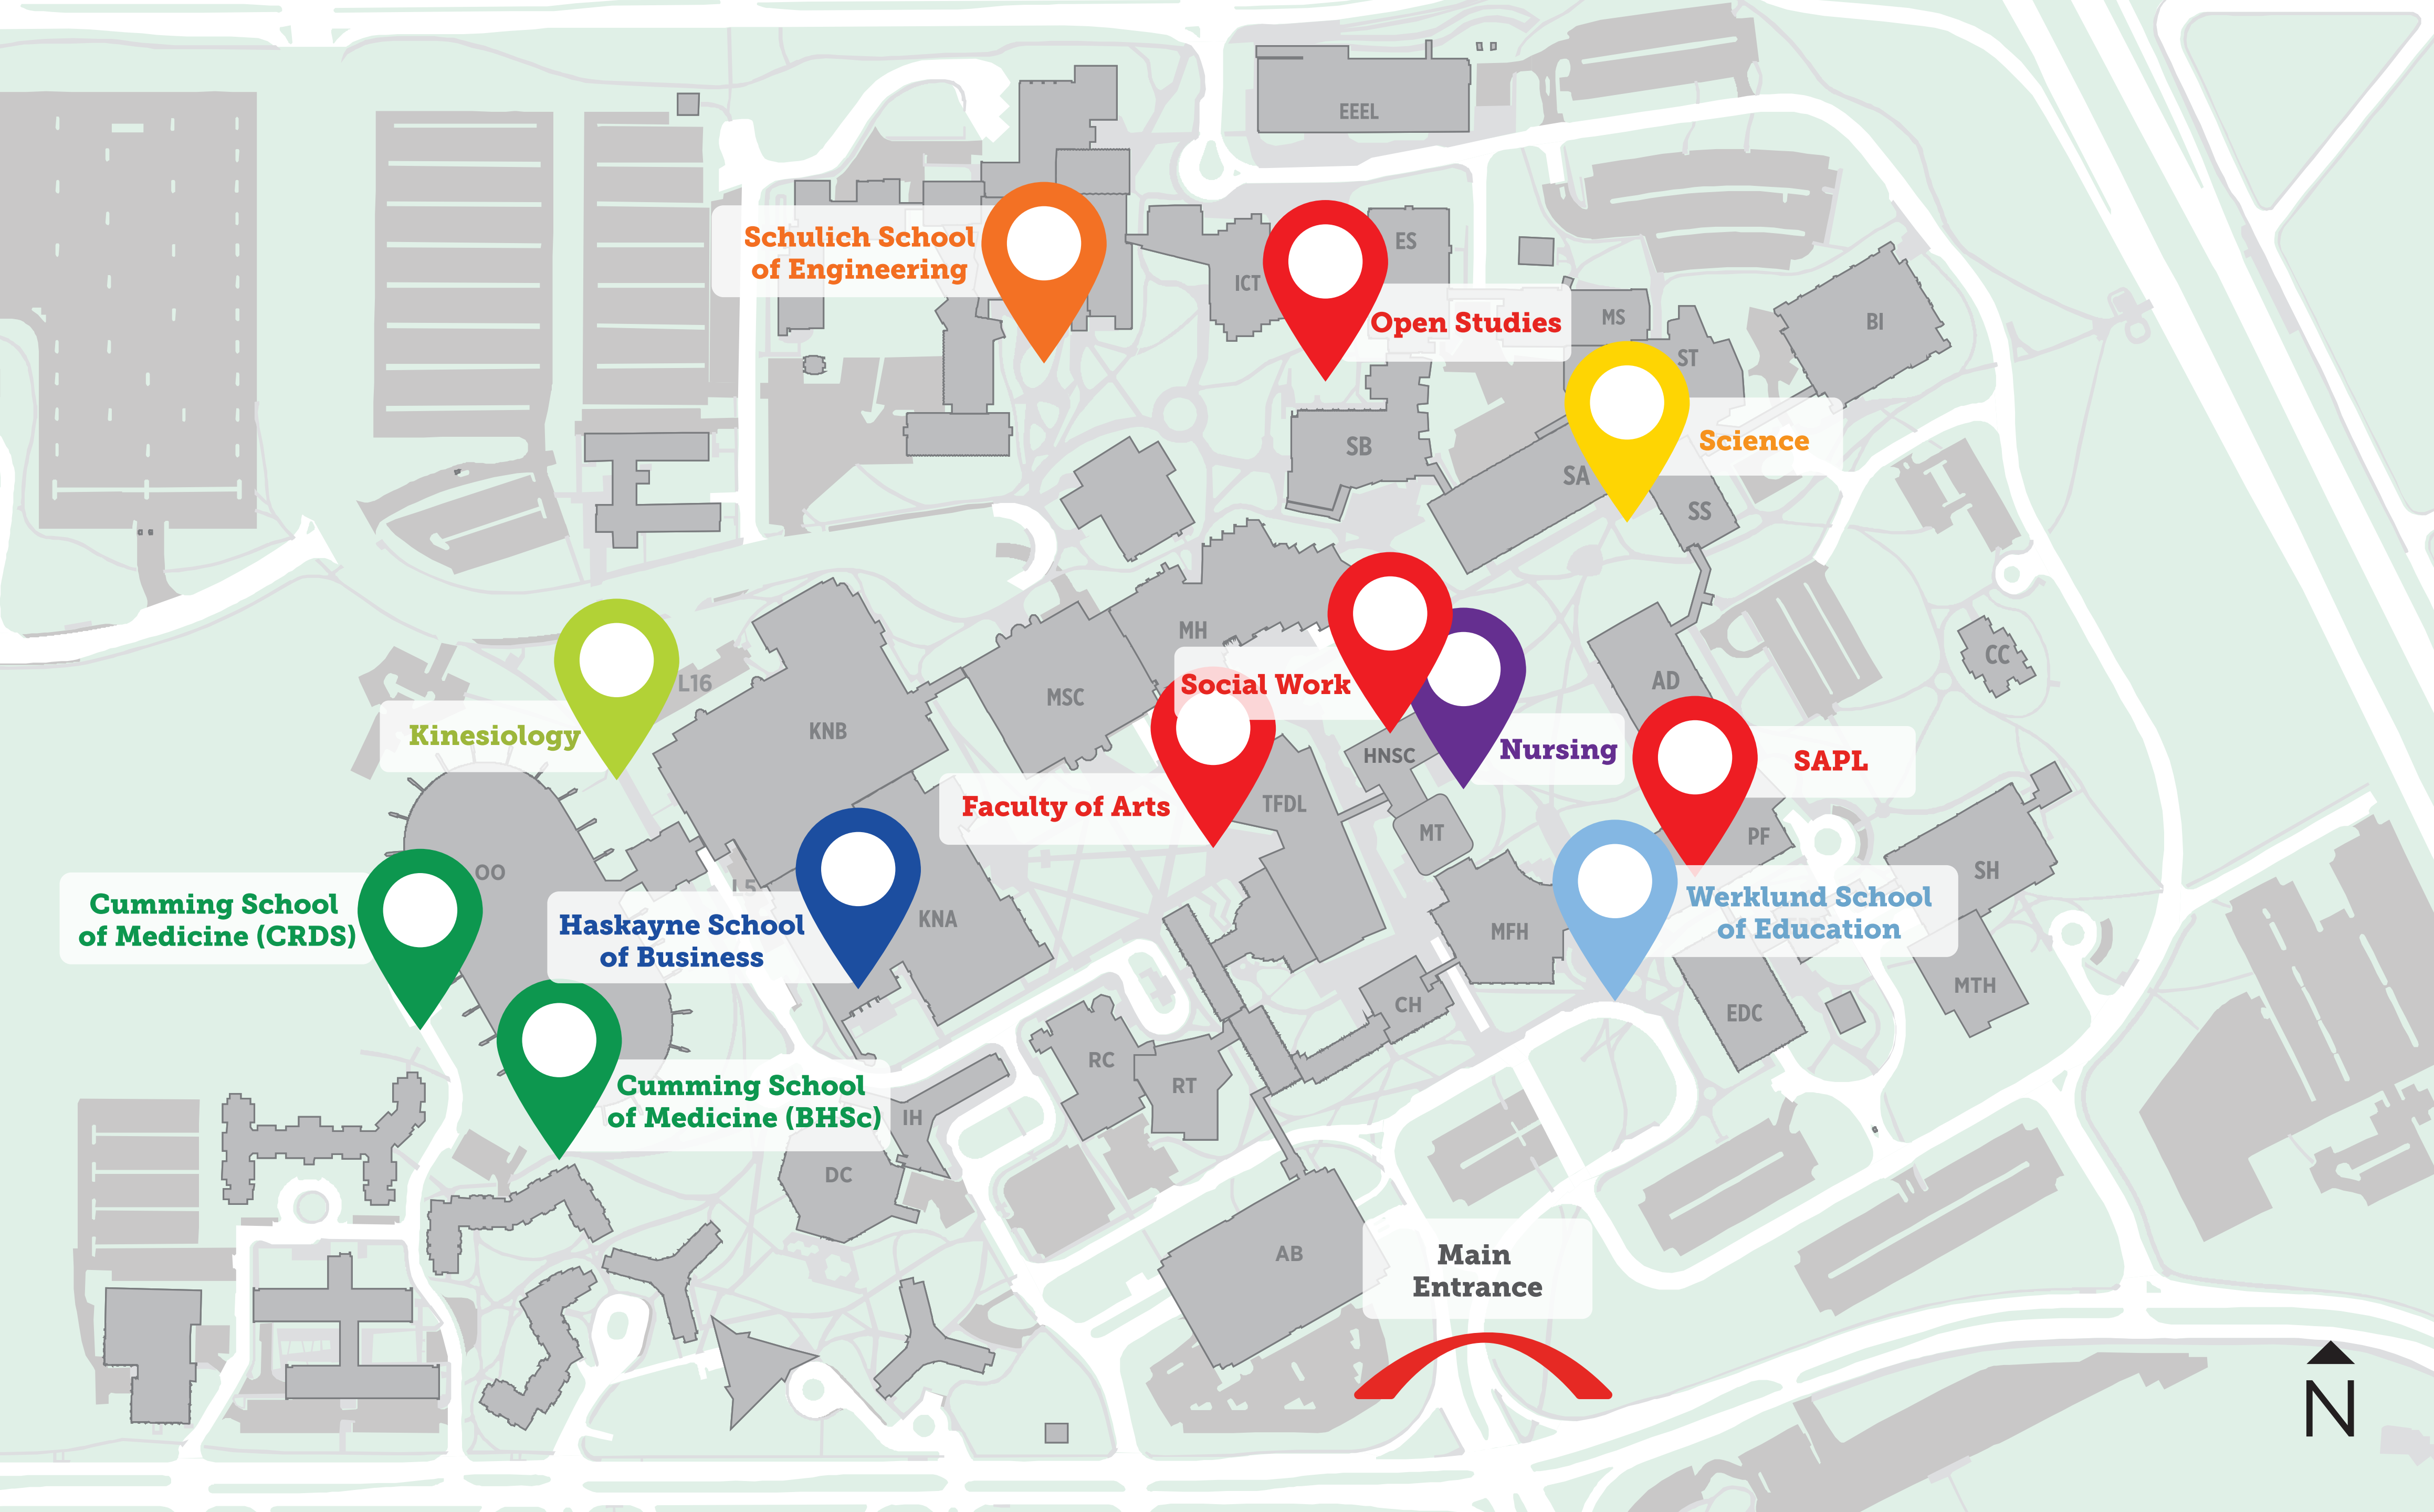 EEEL
Schulich School
of Engineering
ES
ICT
Open Studies
MS
BI
ST
SB
Science
SA
SS
MH
CC
L16
Social Work
AD
MSC
KNB
Kinesiology
Nursing
HNSC
SAPL
Faculty of Arts
TFDL
MT
PF
OO
SH
L5
Cumming School
of Medicine (CRDS)
Haskayne School
of Business
KNA
MFH
Werklund School
of Education
MTH
CH
EDC
RC
RT
Cumming School
of Medicine (BHSc)
IH
DC
AB
Main
Entrance
N